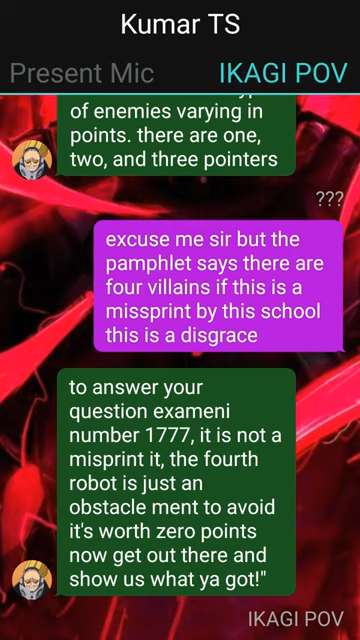 Kumar TS
Present Mic
IKAGI POV
of enemies varying in
points. there are one,
two, and three pointers
???
excuse me sir but the
pamphlet says there are
four villains if this is a
missprint by this school
this is a disgrace
to answer your
question exameni
number 1777, it is not a
misprint it, the fourth
robot is just an
obstacle ment to avoid
it's worth zero points
now get out there and
show us what ya got!"
IKAGI POV